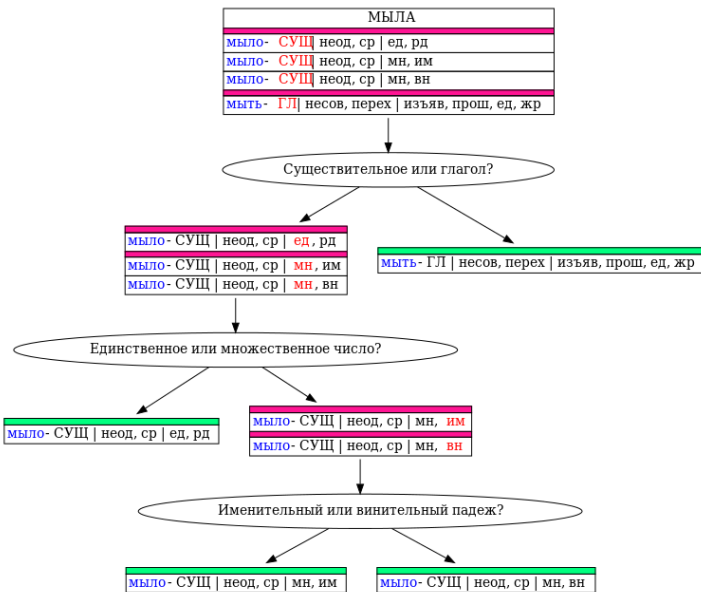 МЫЛА
мыло- СУЩ| неод, ср | ед, рд
мыло- СУЩ| неод, ср | мн, им
мыло- СУЩ| неод, ср | мн, вн
мыть- ГЛ| несов, перех | изъяв, прош, ед, жр
Существительное или глагол?
мыло- СУЩ | неод, ср | ед, рд
мыло- СУЩ | неод, ср | мн, им
мыло- СУЩ | неод, ср | мн, вн
мыть- ГЛ | несов, перех | изъяв, прош, ед, жр
Единственное или множественное число?
мыло- СУЩ | неод, ср | ед, рд
мыло- СУЩ | неод, ср | мн, им
мыло- СУЩ | неод, ср | мн, вн
Именительный или винительный падеж?
мыло- СУЩ | неод, ср | мн, им
мыло- СУЩ | неод, ср | мн, вн